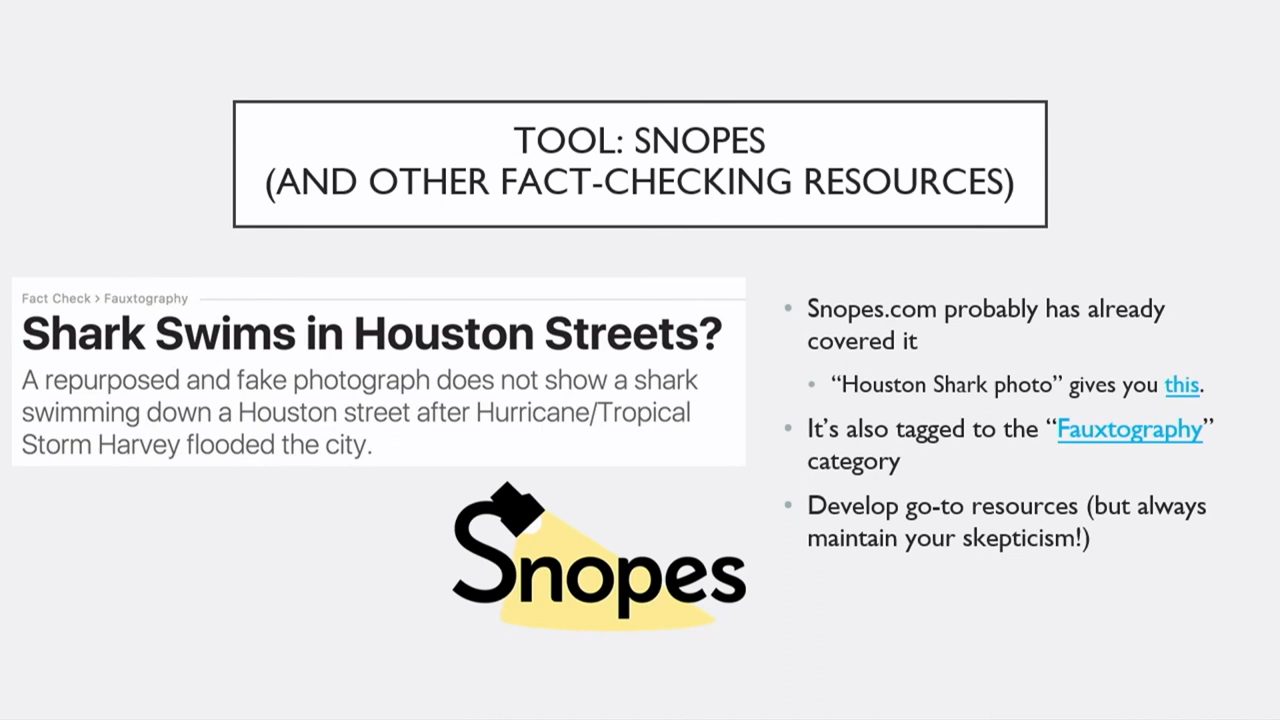 TOOL: SNOPES
(AND OTHER FACT-CHECKING RESOURCES)
Fact Check > Fauxtography
Shark Swims in Houston Streets?
A repurposed and fake photograph does not show a shark
swimming down a Houston street after Hurricane/Tropical
Storm Harvey flooded the city.
Snopes
• Snopes.com probably has already
covered it
• “Houston Shark photo” gives you this.
• It’s also tagged to the “Fauxtography”
category
• Develop go-to resources (but always
maintain your skepticism!)